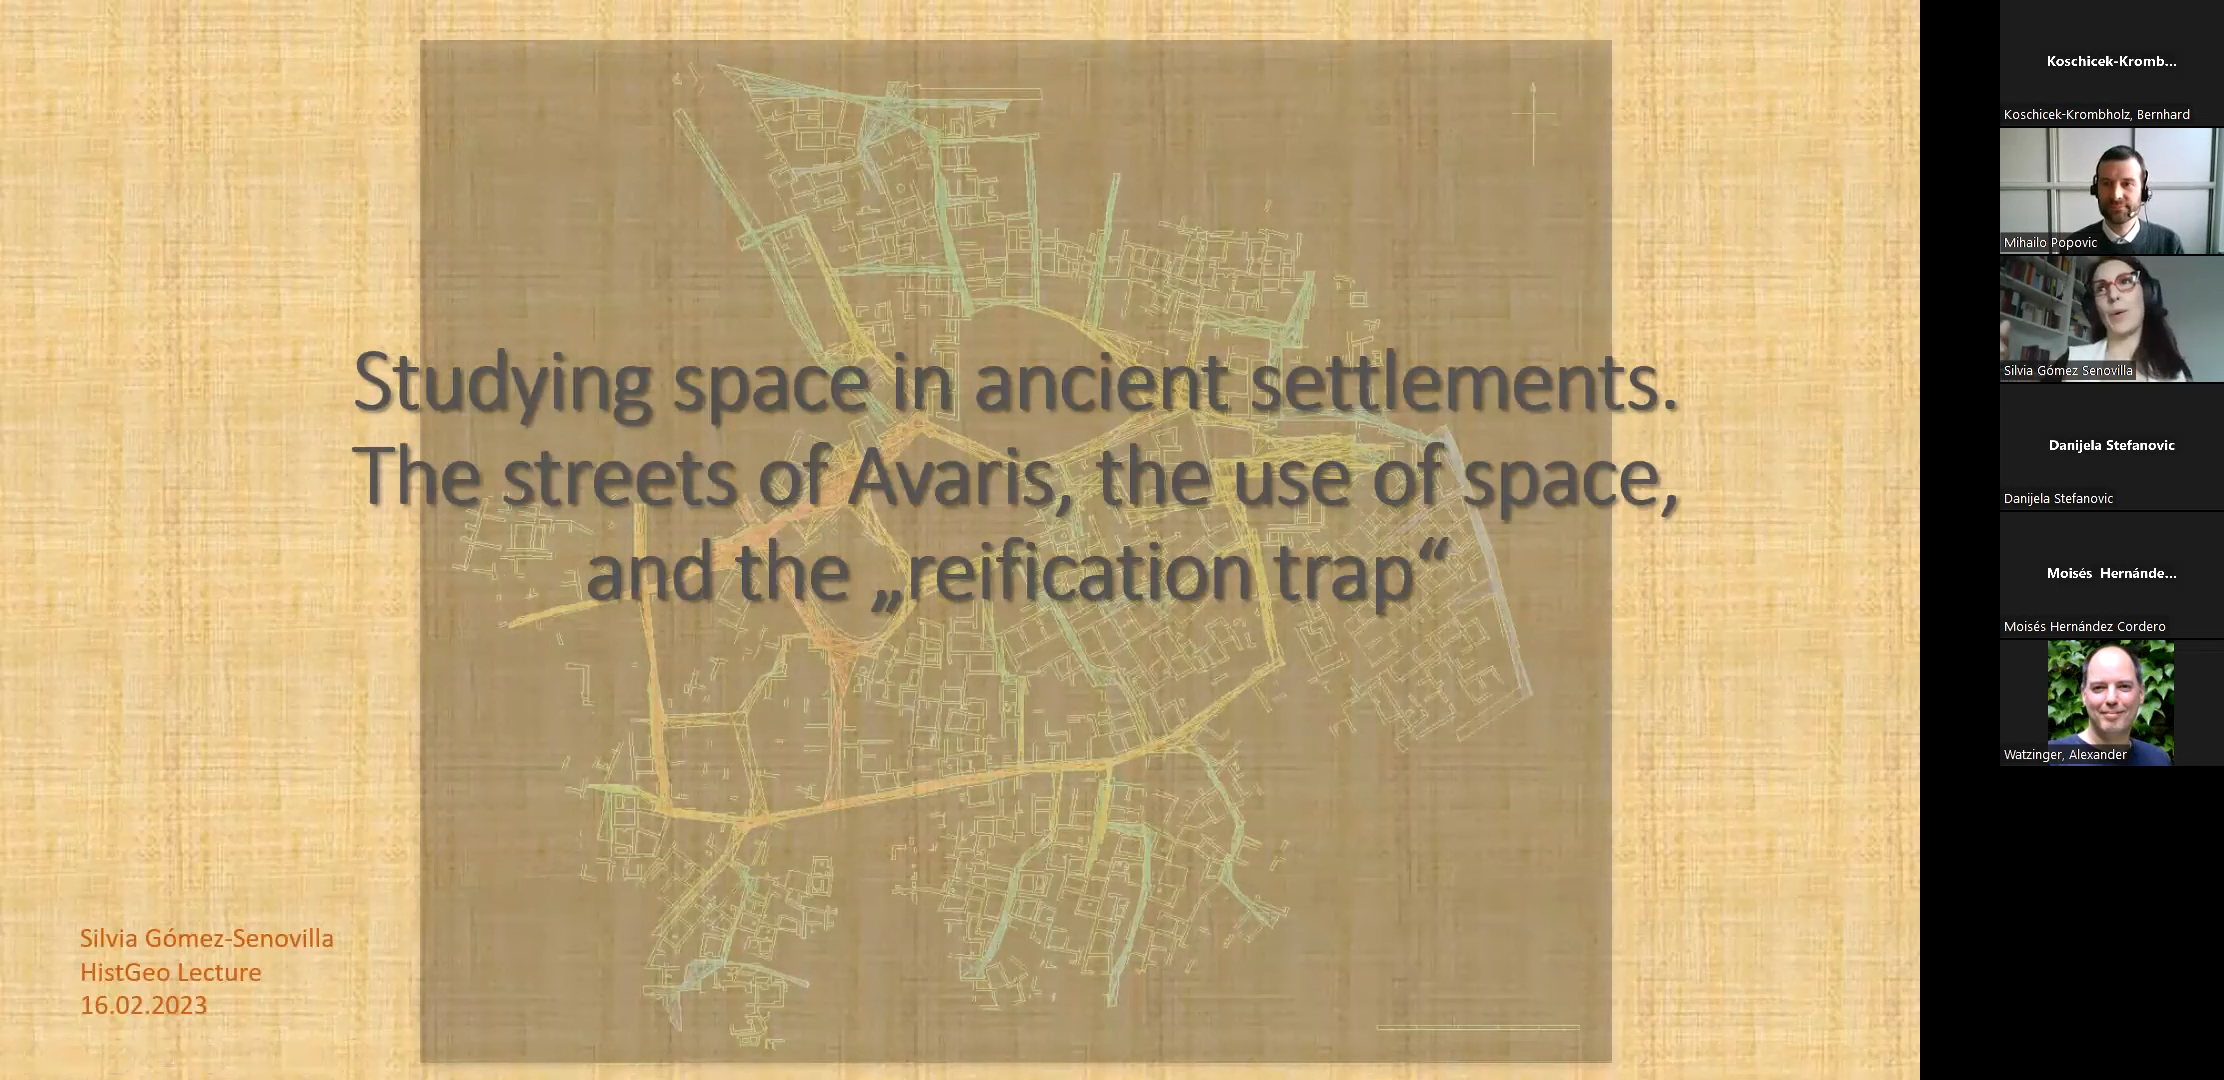 Studying space in ancient settlements.
The streets of Avaris, the use of space,
and the „reification trap“
Silvia Gómez-Senovilla
HistGeo Lecture
16.02.2023
Koschicek-Kromb...
Koschicek-Krombholz, Bernhard
Mihailo Popovic
Silvia Gómez Senovilla
Danijela Stefanovic
Danijela Stefanovic
Moisés Hernánde...
Moisés Hernández Cordero
Watzinger, Alexander